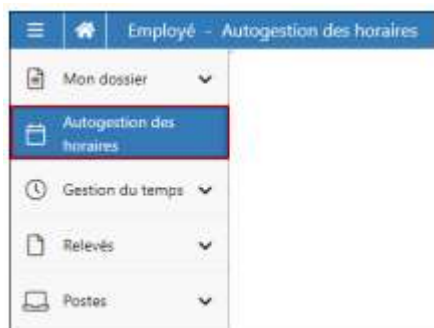 Employé - Autogestion des horaires
Mon dossier
Autogestion des
horaires
Gestion du temps
Relevés
Postes